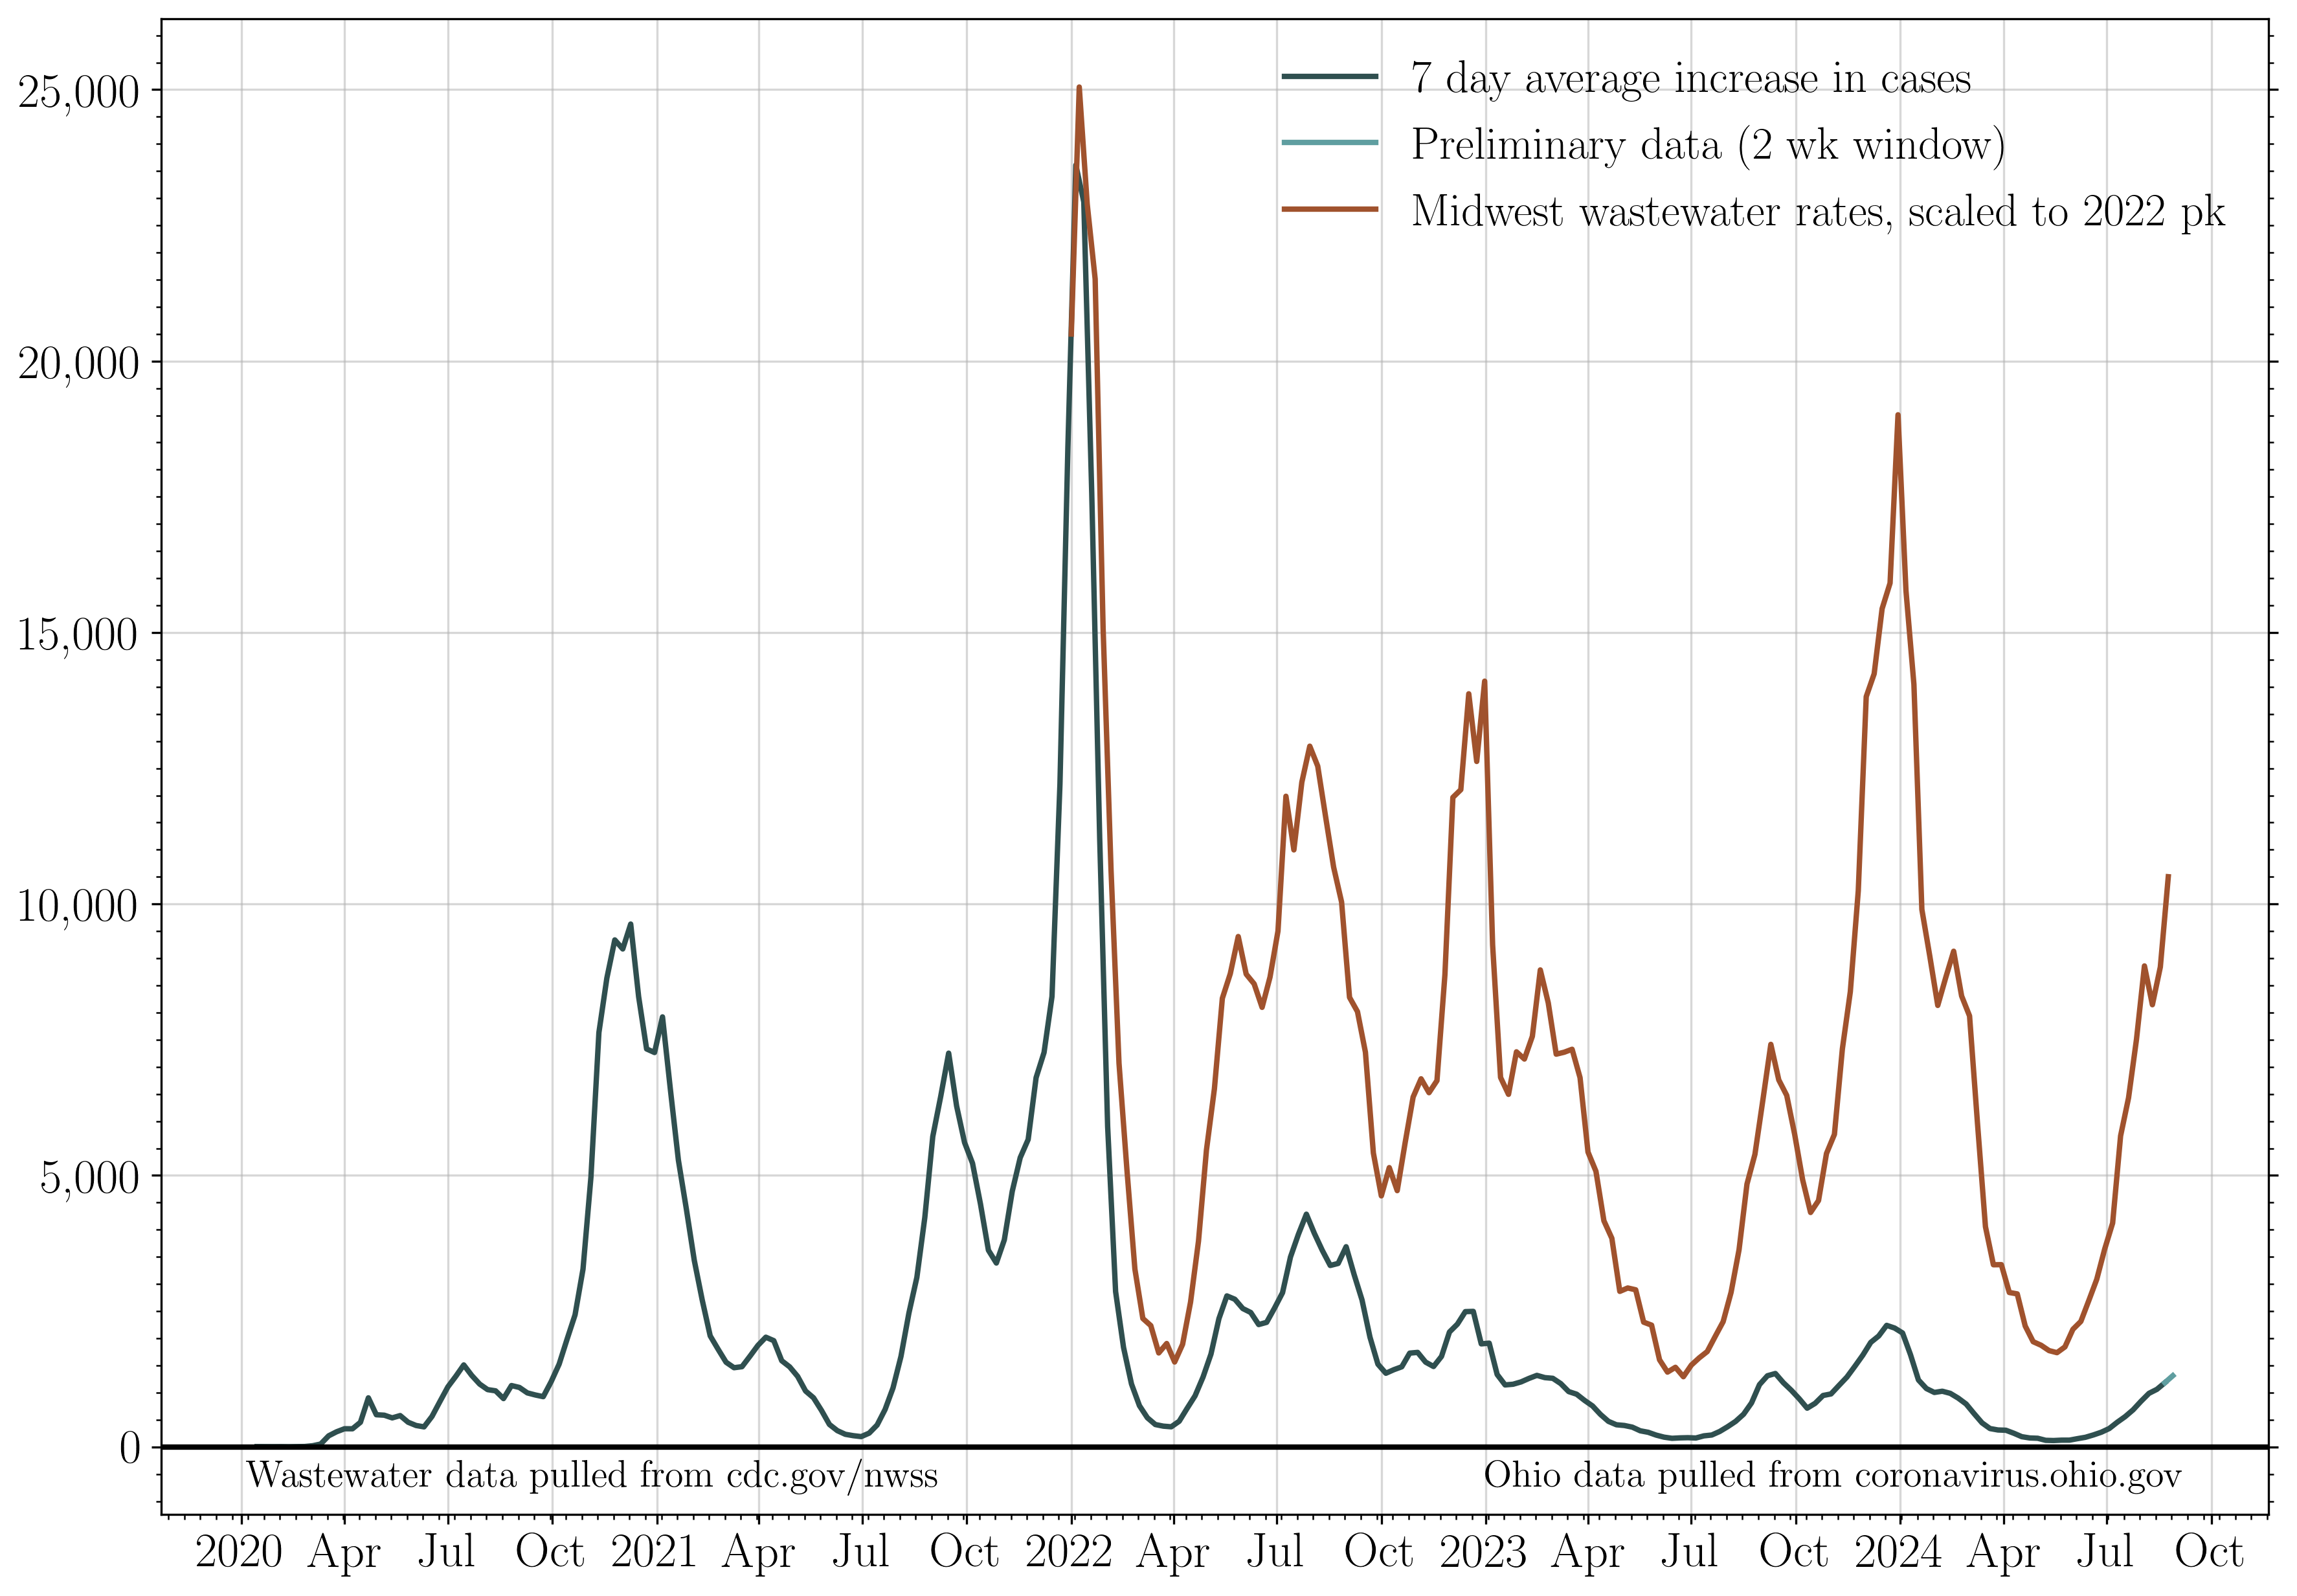 25,000
20,000
15,000
10,000
5,000
0
7 day average increase in cases
Preliminary data (2 wk window)
Midwest wastewater rates, scaled to 2022 pk
Wastewater data pulled from cdc.gov/nwss
Ohio data pulled from coronavirus.ohio.gov
2020 Apr Jul Oct 2021 Apr Jul Oct 2022 Apr Jul Oct 2023 Apr Jul Oct 2024 Apr Jul Oct